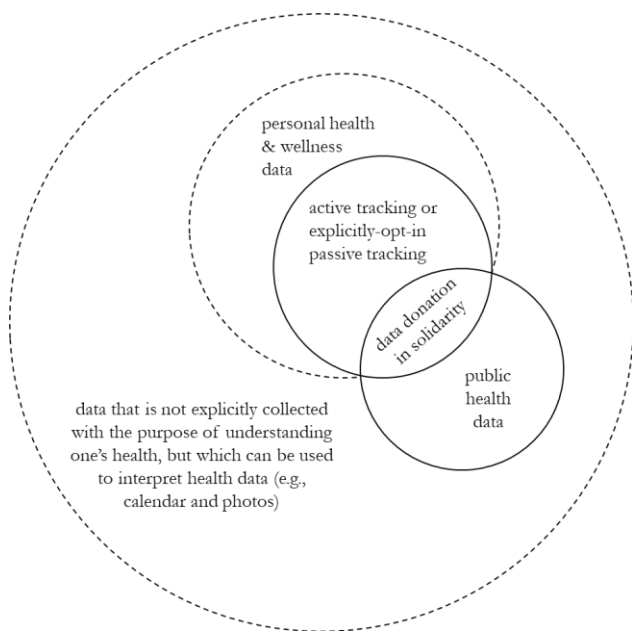 personal health
& wellness
data
active tracking or
explicitly-opt-in
passive tracking
data donation
in solidarity
public
health
data
data that is not explicitly collected
with the purpose of understanding
one’s health, but which can be used
to interpret health data (e.g.,
calendar and photos)